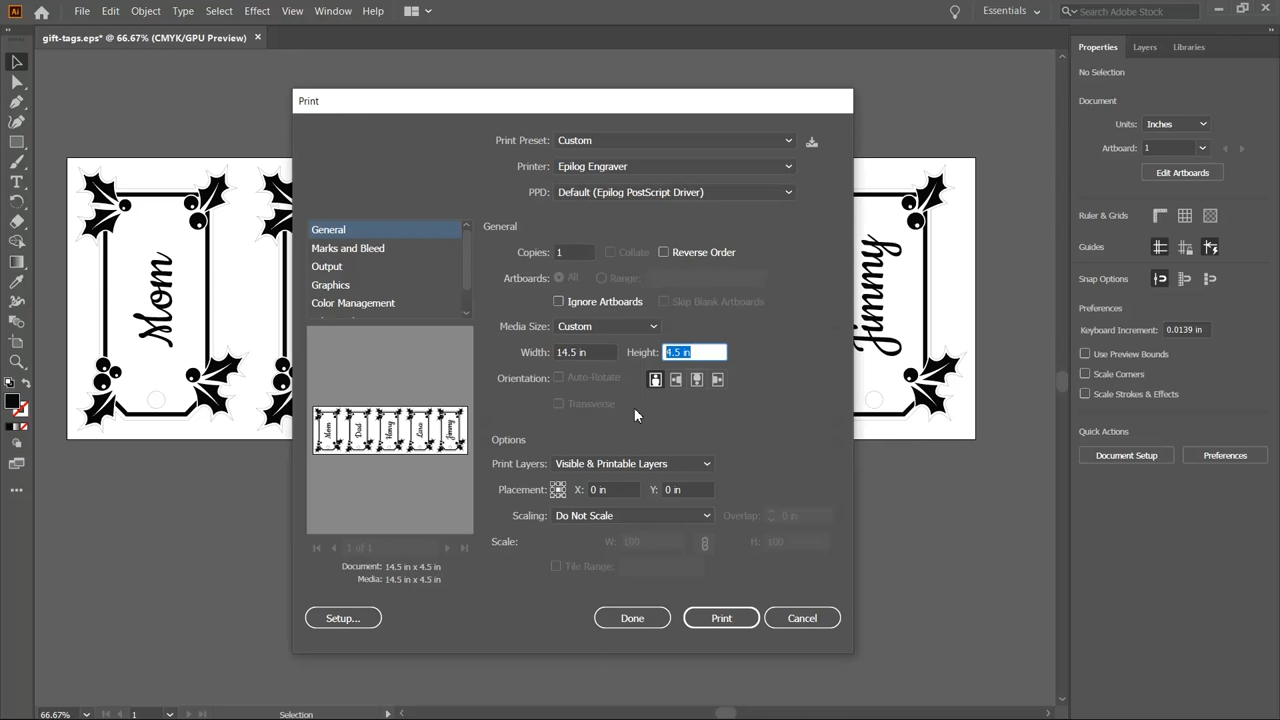 Ai File Edit Object Type Select Effect View Window Help Essentials Search Adobe Stock
gift-tags.eps* @ 66.67% (CMYK/GPU Preview)
Print
Print Preset: Custom
Printer: Epilog Engraver
PPD: Default (Epilog PostScript Driver)
General
Marks and Bleed
Output
Graphics
Color Management
General
Copies: 1 Collate Reverse Order
Artboards: All Range:
Ignore Artboards Skip Blank Artboards
Media Size: Custom
Width: 14.5 in Height: 4.5 in
Orientation: Auto-Rotate
Transverse
Options
Print Layers: Visible & Printable Layers
Placement: X: 0 in Y: 0 in
Scaling: Do Not Scale Overlap: 0 in
Scale: W: 100 H: 100
Tile Range:
Mom Dad Lara Jimmy
1 of 1
Document: 14.5 in x 4.5 in
Media: 14.5 in x 4.5 in
Setup... Done Print Cancel
Mom
Jimmy
Properties Layers Libraries
No Selection
Document
Units: Inches
Artboard: 1
Edit Artboards
Ruler & Grids
Guides
Snap Options
Preferences
Keyboard Increment: 0.0139 in
Use Preview Bounds
Scale Corners
Scale Strokes & Effects
Quick Actions
Document Setup Preferences
66.67% 1 Selection